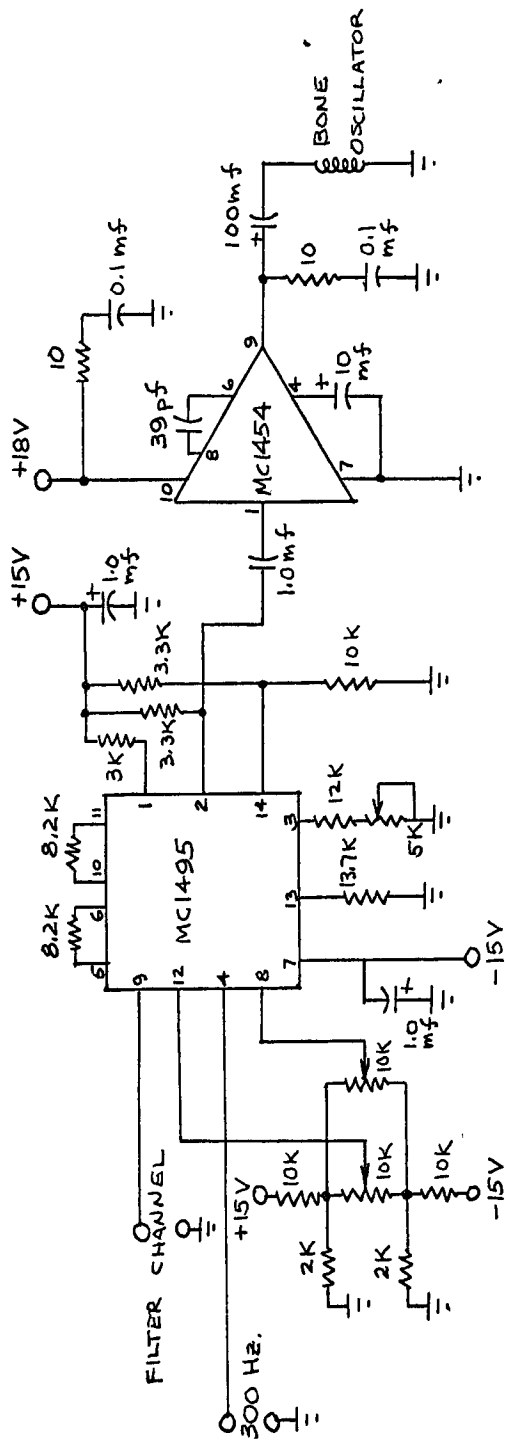 FILTER CHANNEL
300 Hz.
+15V
10K
2K
10K
10K
2K
10K
-15V
8.2K
8.2K
5
6
10
11
9
12
4
8
MC1495
1
2
14
7
13
3
-15V
1.0
mf
13.7K
12K
5K
3K
3.3K
3.3K
10K
+15V
+
1.0
mf
+
1.0mf
+18V
10
0.1mf
39pf
8
6
10
1
MC1454
9
7
4
+
10
mf
10
0.1
mf
+
100mf
BONE
OSCILLATOR